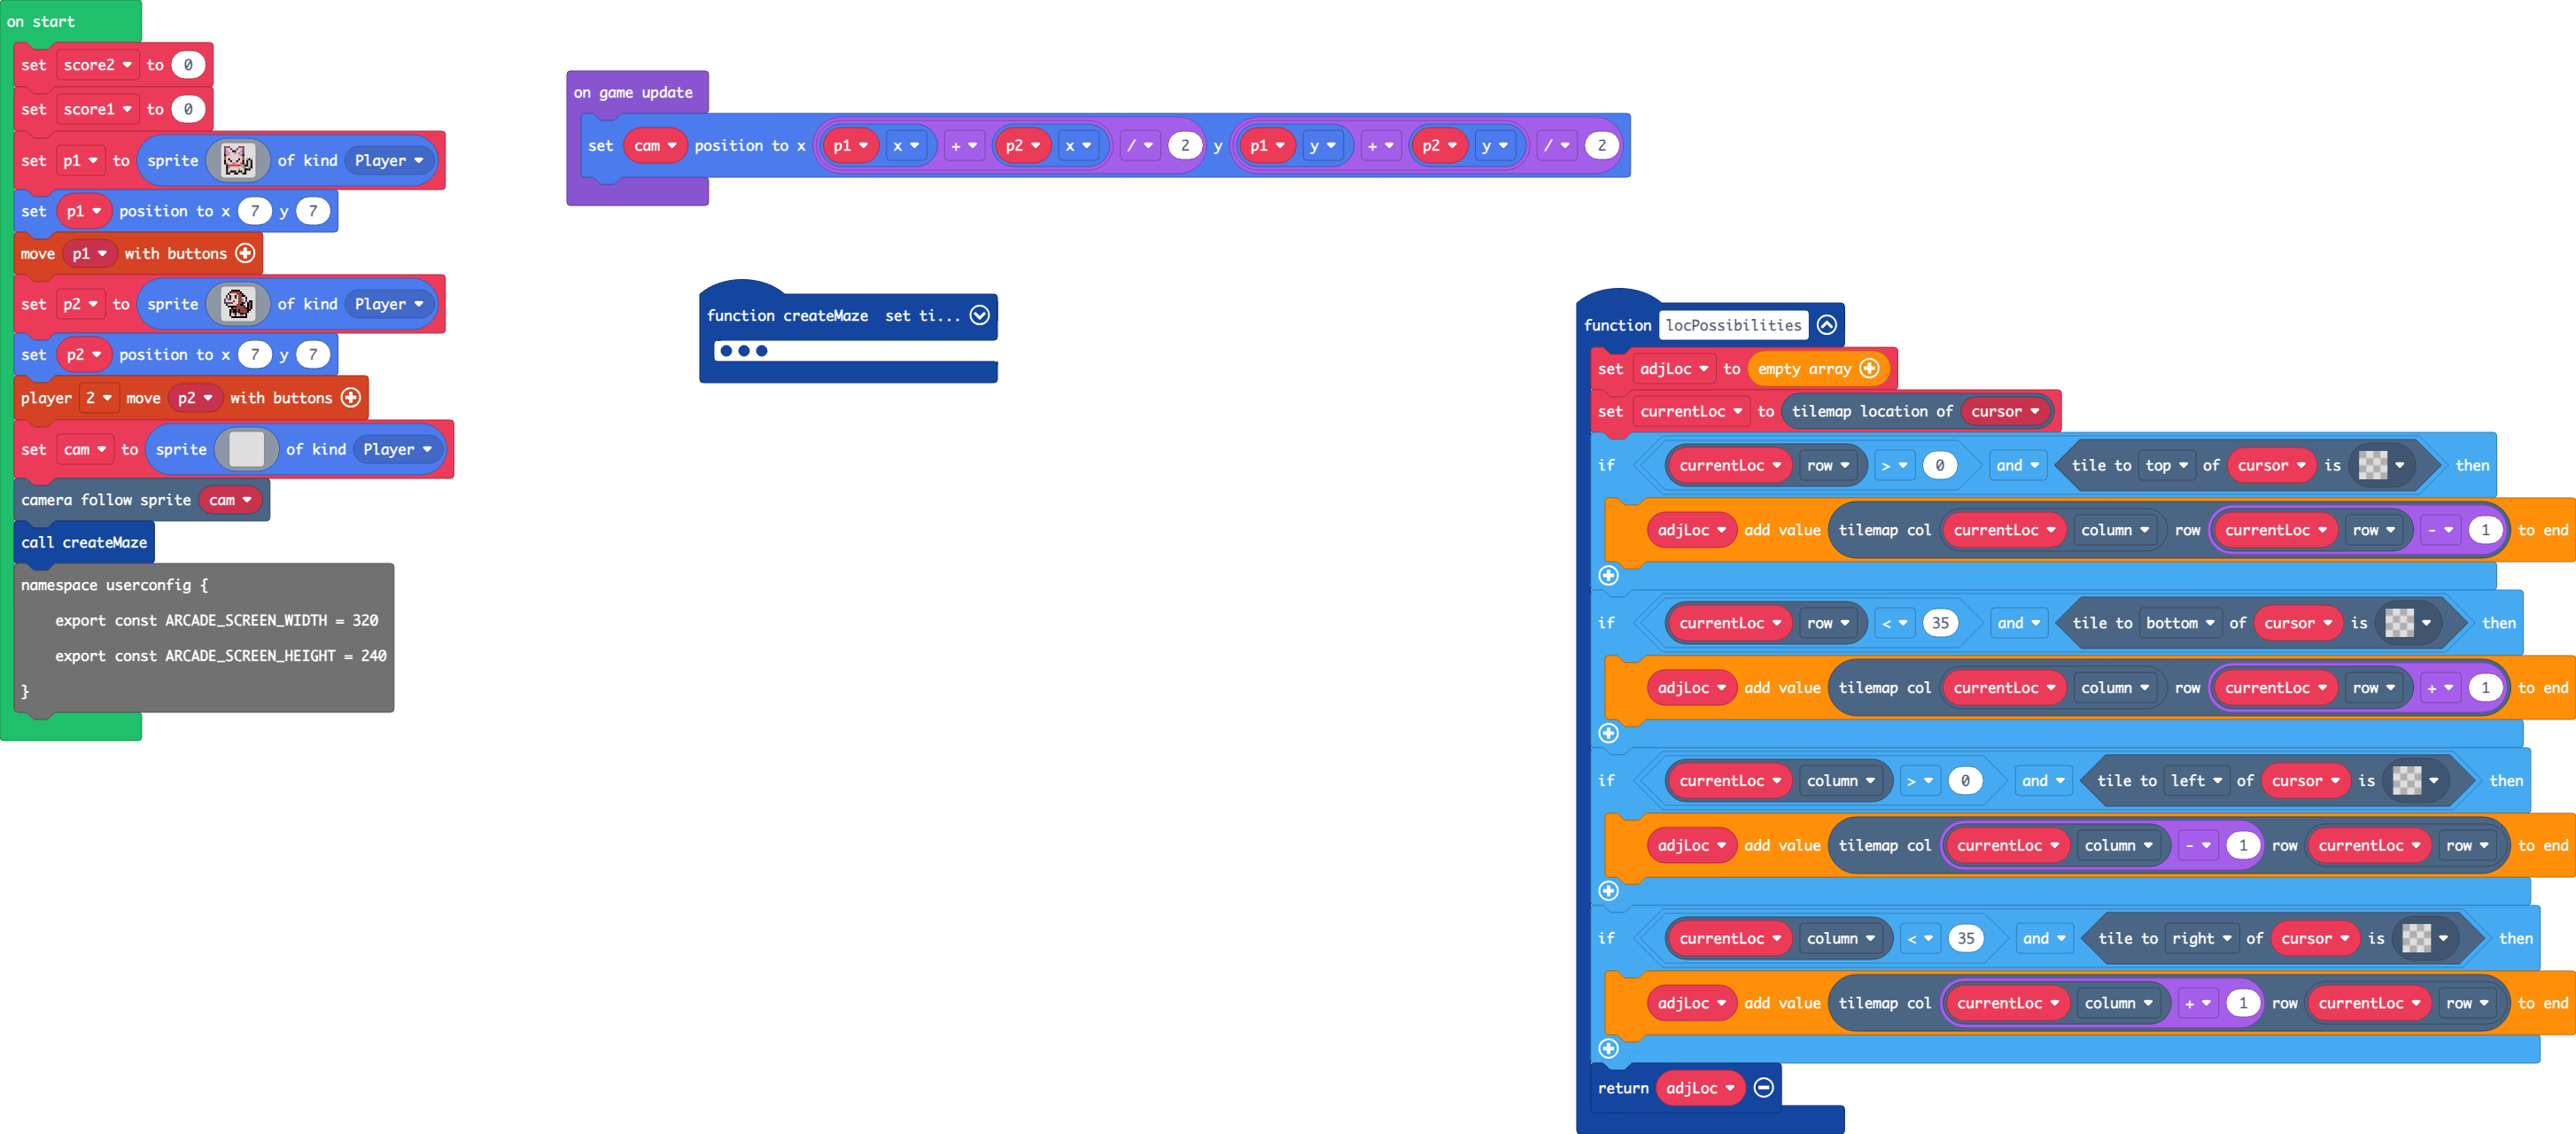 on start
set score2 to 0
set score1 to 0
set p1 to sprite of kind Player
set p1 position to x 7 y 7
move p1 with buttons
set p2 to sprite of kind Player
set p2 position to x 7 y 7
player 2 move p2 with buttons
set cam to sprite of kind Player
camera follow sprite cam
call createMaze
namespace userconfig {
export const ARCADE_SCREEN_WIDTH = 320
export const ARCADE_SCREEN_HEIGHT = 240
}
on game update
set cam position to x p1 x + p2 x / 2 y p1 y + p2 y / 2
function createMaze set ti...
function locPossibilities
set adjLoc to empty array
set currentLoc to tilemap location of cursor
if currentLoc row > 0 and tile to top of cursor is then
adjLoc add value tilemap col currentLoc column row currentLoc row - 1 to end
if currentLoc row < 35 and tile to bottom of cursor is then
adjLoc add value tilemap col currentLoc column row currentLoc row + 1 to end
if currentLoc column > 0 and tile to left of cursor is then
adjLoc add value tilemap col currentLoc column - 1 row currentLoc row to end
if currentLoc column < 35 and tile to right of cursor is then
adjLoc add value tilemap col currentLoc column + 1 row currentLoc row to end
return adjLoc